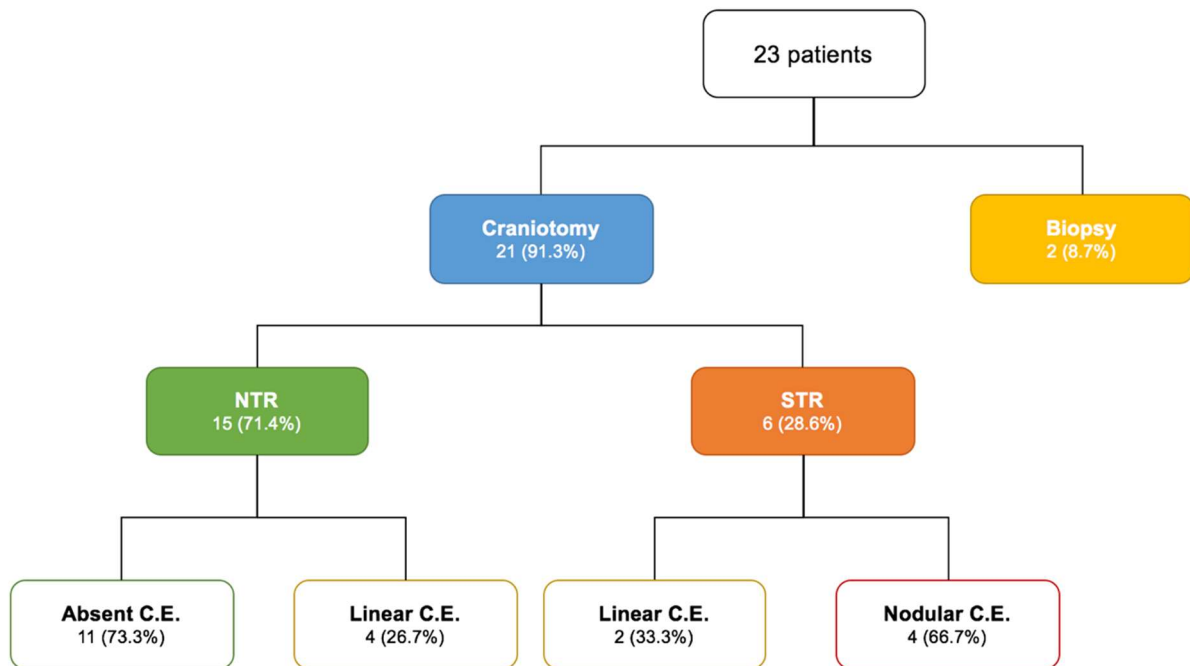 23 patients
Craniotomy
21 (91.3%)
Biopsy
2 (8.7%)
NTR
15 (71.4%)
STR
6 (28.6%)
Absent C.E.
11 (73.3%)
Linear C.E.
4 (26.7%)
Linear C.E.
2 (33.3%)
Nodular C.E.
4 (66.7%)